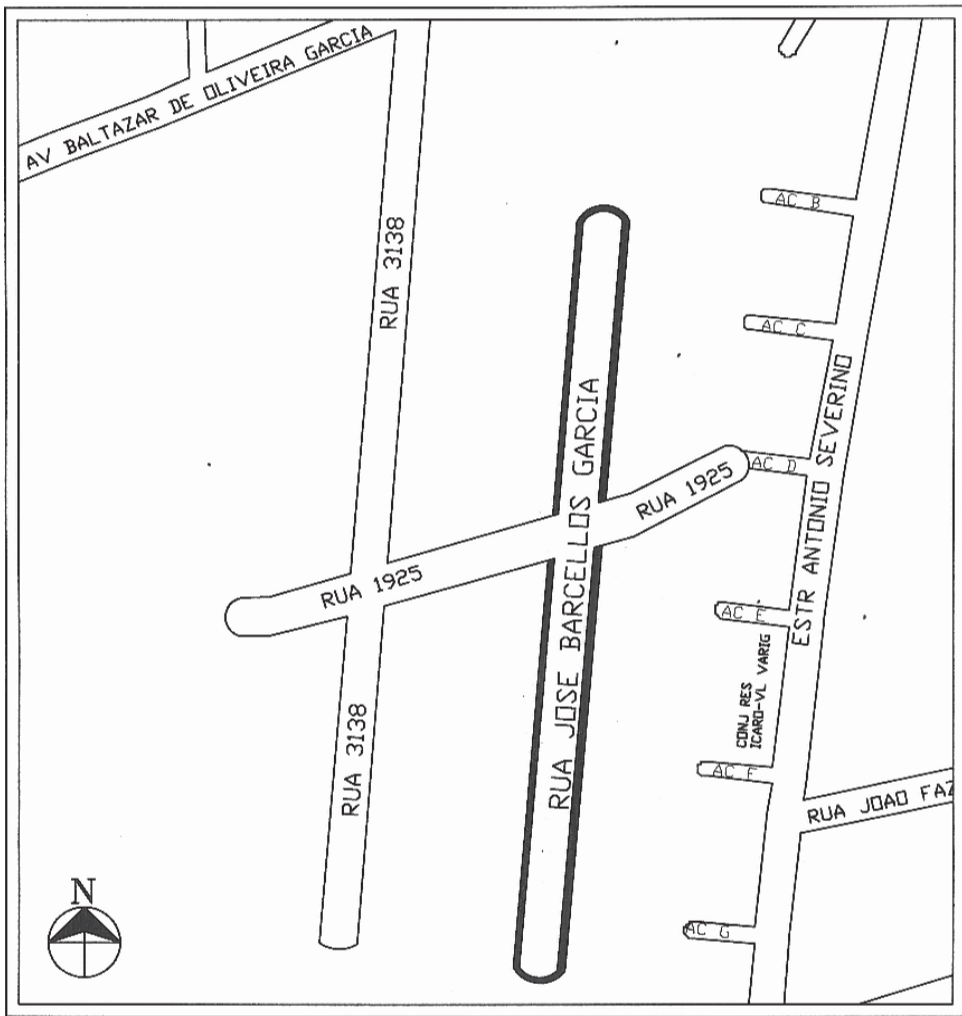 AV BALTAZAR DE OLIVEIRA GARCIA
RUA 3138
AC B
AC C
RUA JOSE BARCELLOS GARCIA
ESTR ANTONIO SEVERINO
AC D
RUA 1925
RUA 1925
AC E
CONJ RES
ICARO-VL VARIG
RUA 3138
AC F
RUA JOAO FAZ
N
AC G